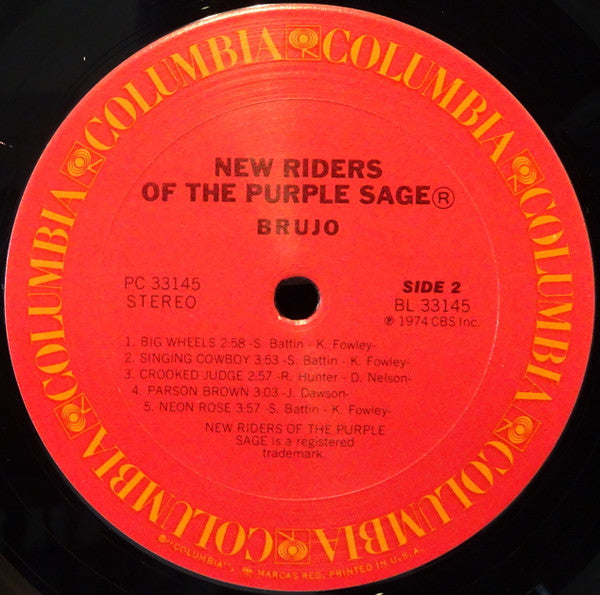 COLUMBIA COLUMBIA COLUMBIA COLUMBIA COLUMBIA COLUMBIA
NEW RIDERS
OF THE PURPLE SAGE®
BRUJO
PC 33145
STEREO
SIDE 2
BL 33145
℗ 1974 CBS Inc.
1. BIG WHEELS 2:58 -S. Battin - K. Fowley-
2. SINGING COWBOY 3:53 -S. Battin - K. Fowley-
3. CROOKED JUDGE 2:57 -R. Hunter - D. Nelson-
4. PARSON BROWN 3:03 -J. Dawson-
5. NEON ROSE 3:57 -S. Battin - K. Fowley-
NEW RIDERS OF THE PURPLE
SAGE is a registered
trademark.
®"COLUMBIA", MARCAS REG. PRINTED IN U.S.A.